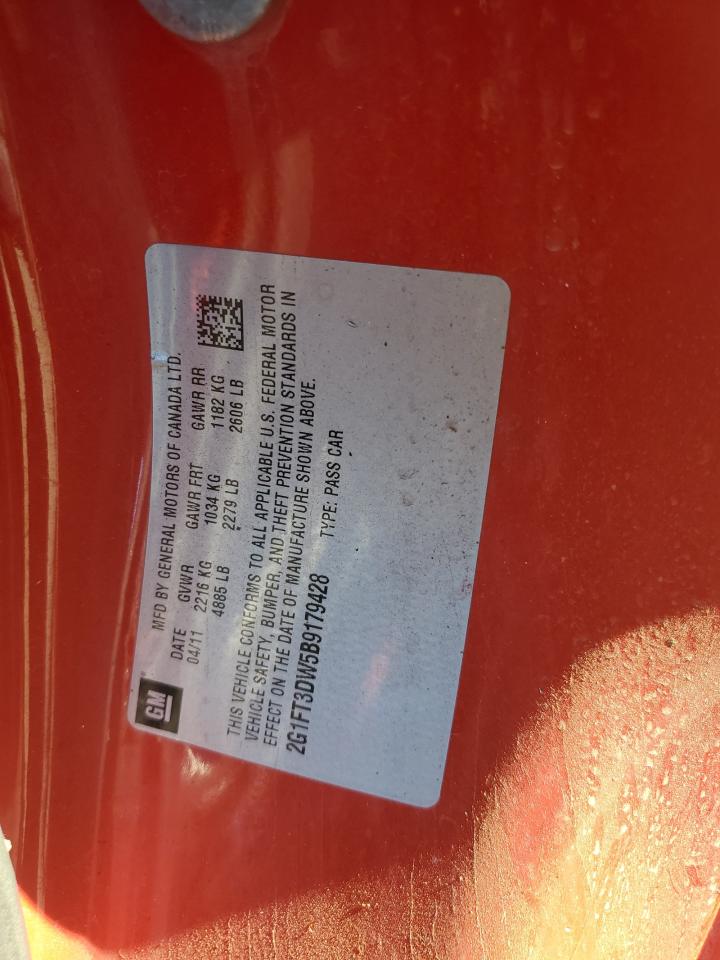 GM
MFD BY GENERAL MOTORS OF CANADA LTD.
DATE GVWR GAWR FRT GAWR RR
04/11 2216 KG 1034 KG 1182 KG
4885 LB 2279 LB 2606 LB
THIS VEHICLE CONFORMS TO ALL APPLICABLE U.S. FEDERAL MOTOR
VEHICLE SAFETY, BUMPER, AND THEFT PREVENTION STANDARDS IN
EFFECT ON THE DATE OF MANUFACTURE SHOWN ABOVE.
2G1FT3DW5B9179428 TYPE: PASS CAR